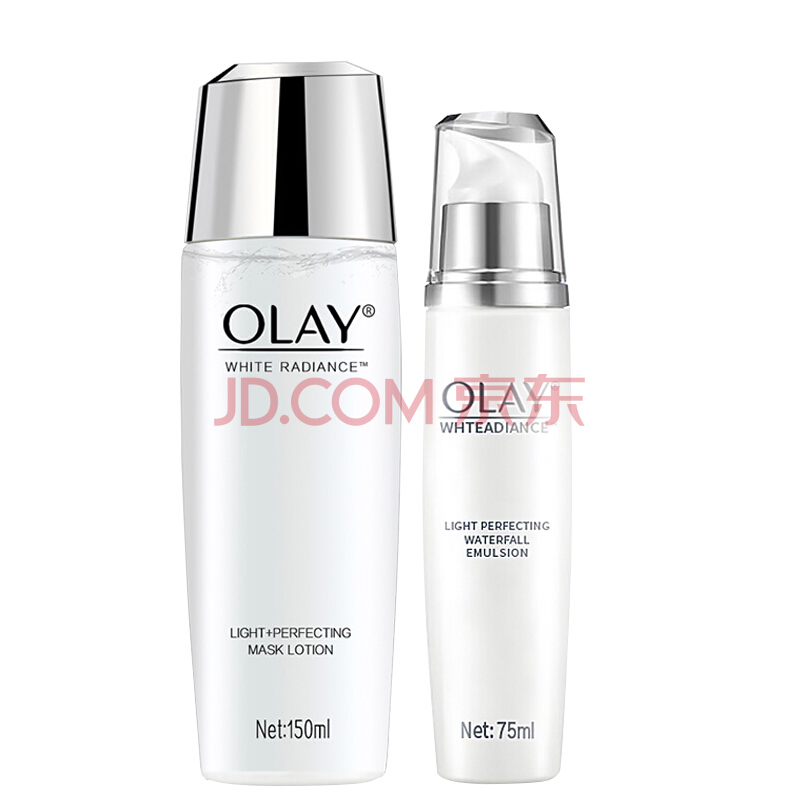 OLAY®
WHITE RADIANCE™
LIGHT+PERFECTING
MASK LOTION
Net:150ml
JD.COM 京东
OLAY
WHTEADIANCE
LIGHT PERFECTING
WATERFALL
EMULSION
Net:75ml